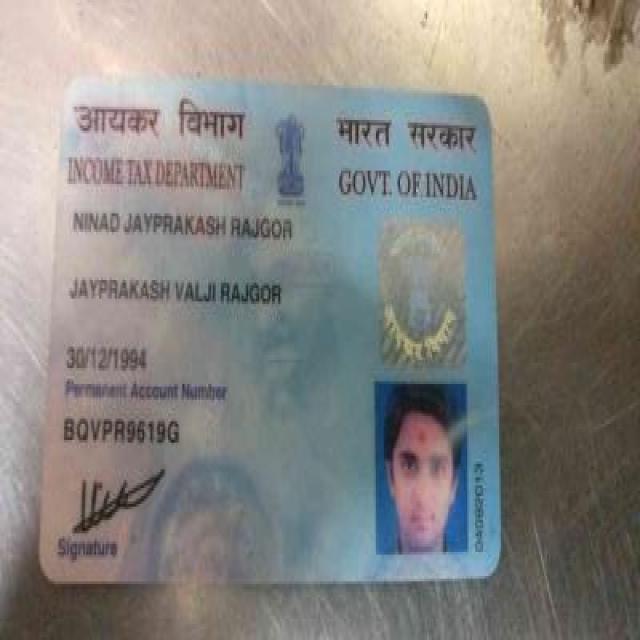 आयकर विभाग
भारत सरकार
INCOME TAX DEPARTMENT
GOVT. OF INDIA
NINAD JAYPRAKASH RAJGOR
JAYPRAKASH VALJI RAJGOR
30/12/1994
Permanent Account Number
BQVPR9619G
Signature
04092013